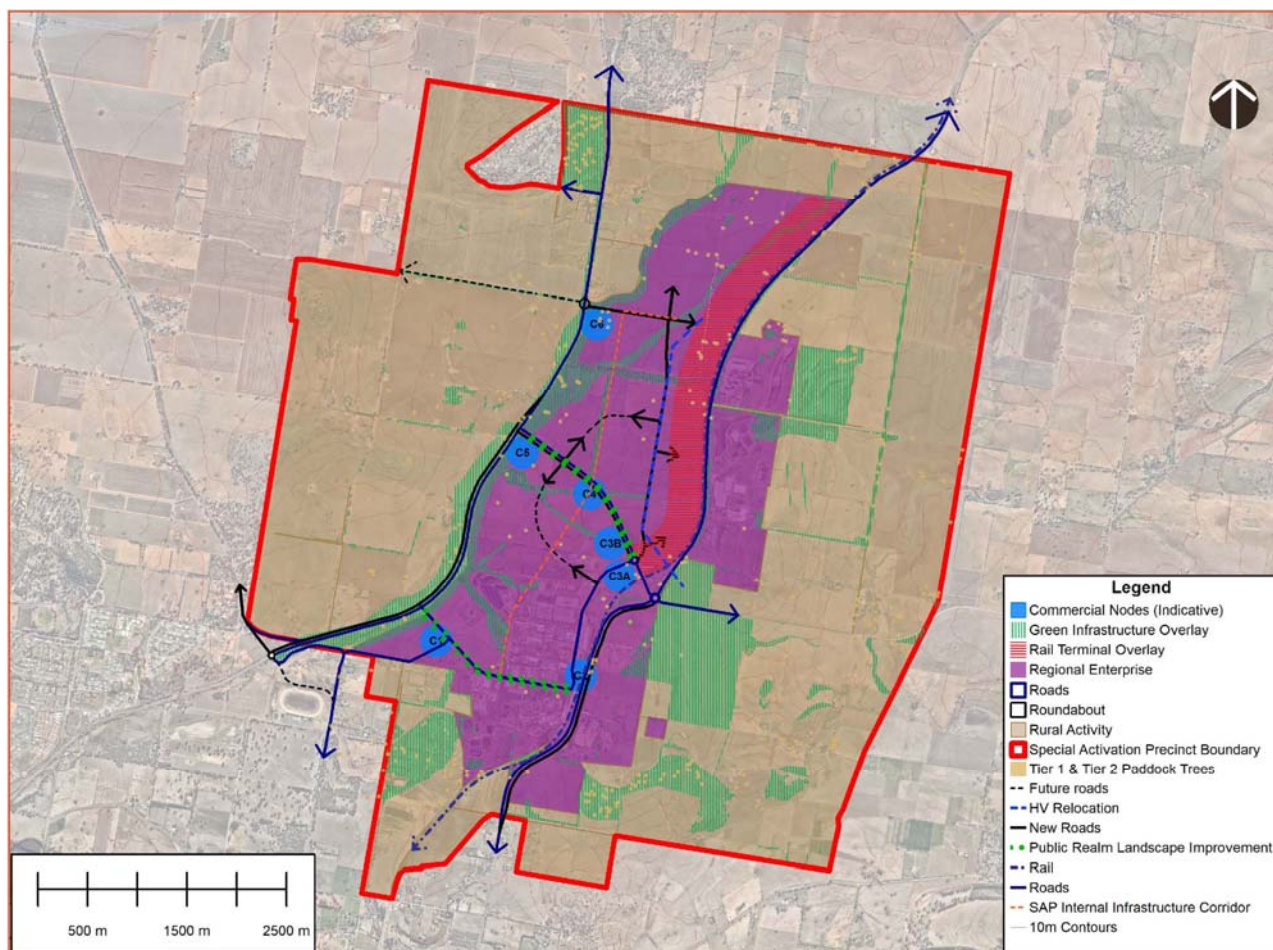 C6
C5
C4
C3B
C3A
C1
Legend
Commercial Nodes (Indicative)
Green Infrastructure Overlay
Rail Terminal Overlay
Regional Enterprise
Roads
Roundabout
Rural Activity
Special Activation Precinct Boundary
Tier 1 & Tier 2 Paddock Trees
Future roads
HV Relocation
New Roads
Public Realm Landscape Improvement
Rail
Roads
SAP Internal Infrastructure Corridor
10m Contours
500 m 1500 m 2500 m